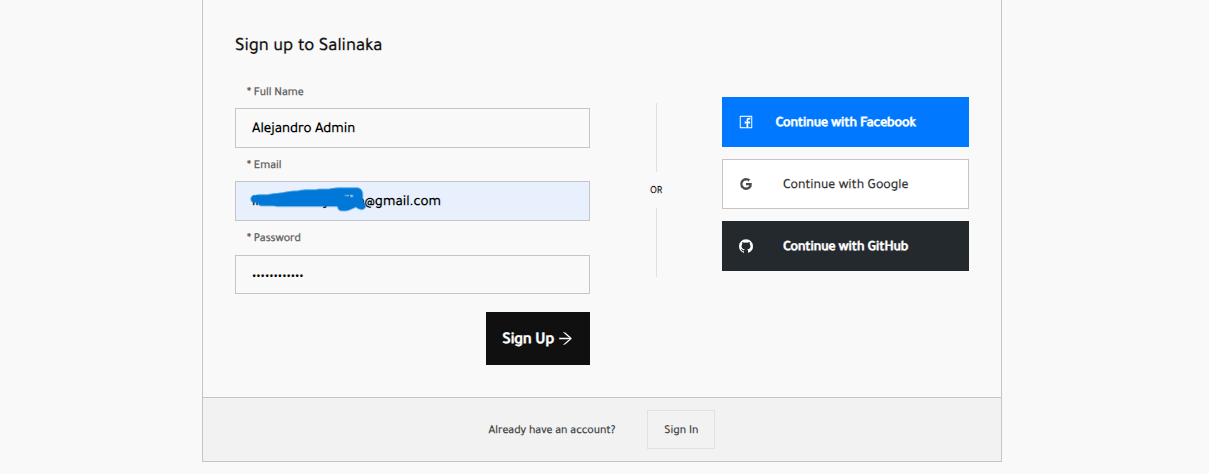 Sign up to Salinaka
* Full Name
Alejandro Admin
* Email
@gmail.com
* Password
••••••••••••
Sign Up →
OR
Continue with Facebook
Continue with Google
Continue with GitHub
Already have an account?
Sign In